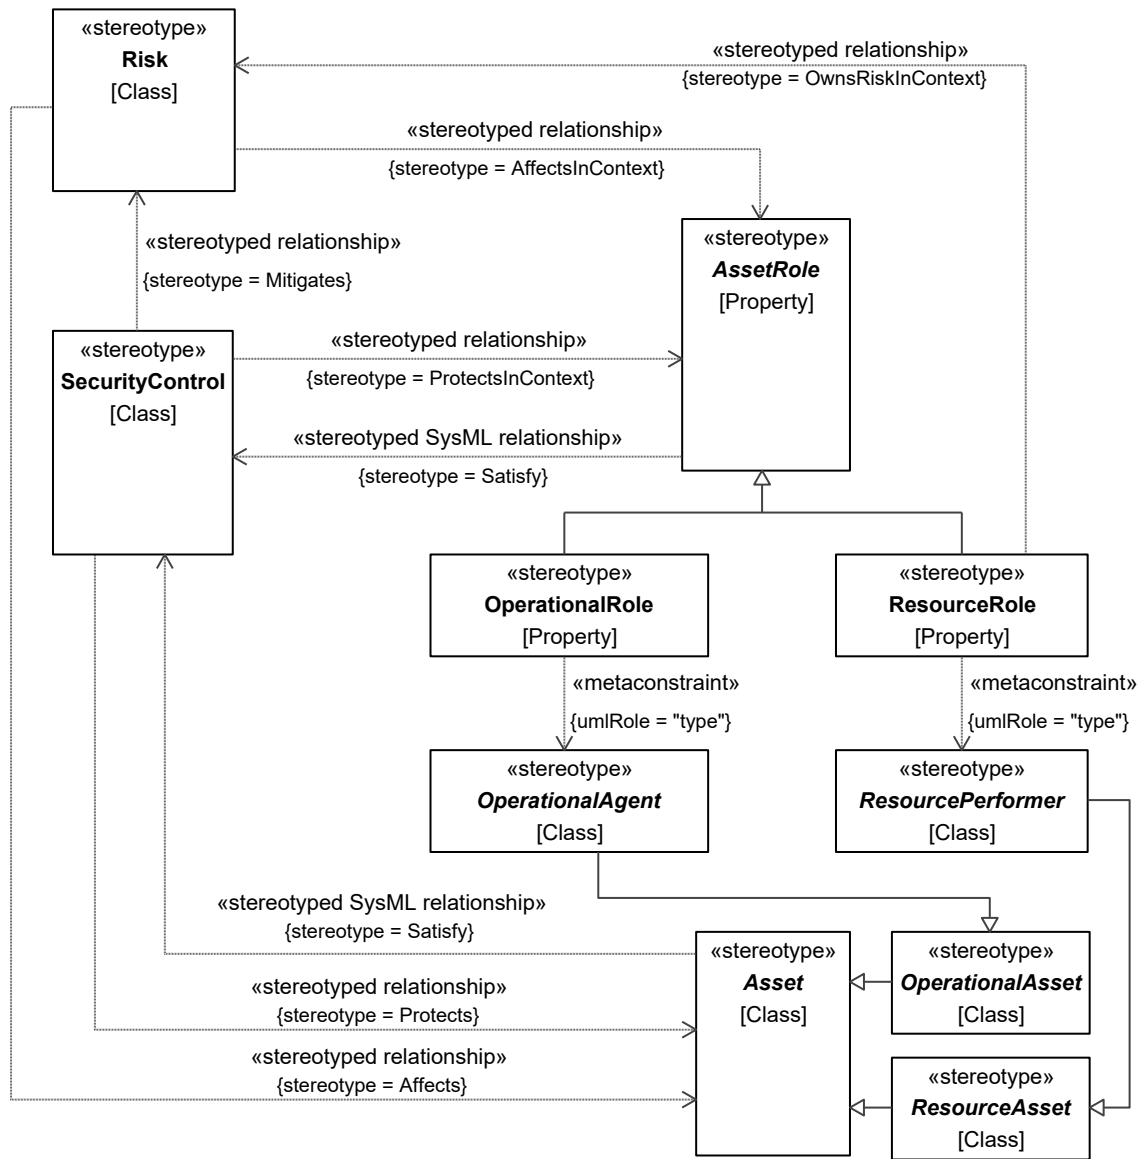 «stereotype»
Risk
[Class]
«stereotyped relationship»
{stereotype = OwnsRiskInContext}
«stereotyped relationship»
{stereotype = AffectsInContext}
«stereotyped relationship»
{stereotype = Mitigates}
«stereotype»
AssetRole
[Property]
«stereotype»
SecurityControl
[Class]
«stereotyped relationship»
{stereotype = ProtectsInContext}
«stereotyped SysML relationship»
{stereotype = Satisfy}
«stereotype»
OperationalRole
[Property]
«stereotype»
ResourceRole
[Property]
«metaconstraint»
{umlRole = "type"}
«metaconstraint»
{umlRole = "type"}
«stereotype»
OperationalAgent
[Class]
«stereotype»
ResourcePerformer
[Class]
«stereotyped SysML relationship»
{stereotype = Satisfy}
«stereotyped relationship»
{stereotype = Protects}
«stereotyped relationship»
{stereotype = Affects}
«stereotype»
Asset
[Class]
«stereotype»
OperationalAsset
[Class]
«stereotype»
ResourceAsset
[Class]